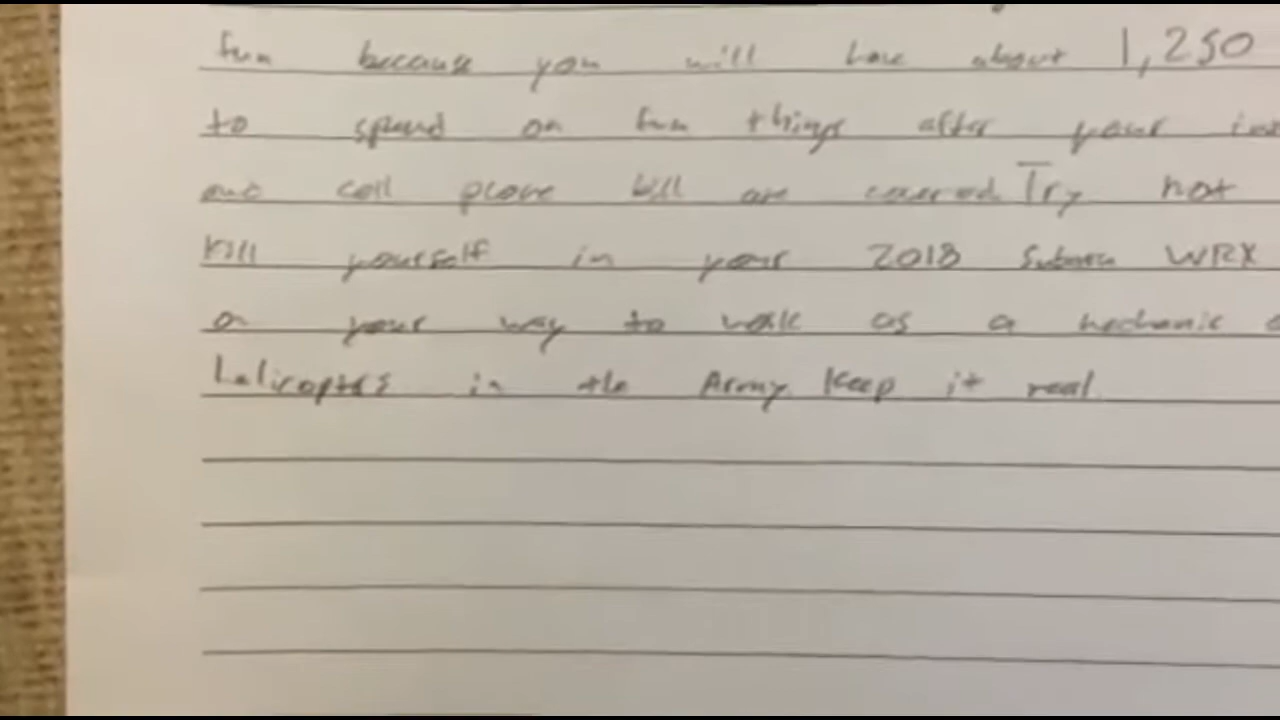 fun because you will have about 1,250
to spend on fun things after your ins
and cell phone bill are covered. Try not
kill yourself in your 2018 Subaru WRX
on your way to work as a mechanic o
helicopters in the Army. Keep it real.